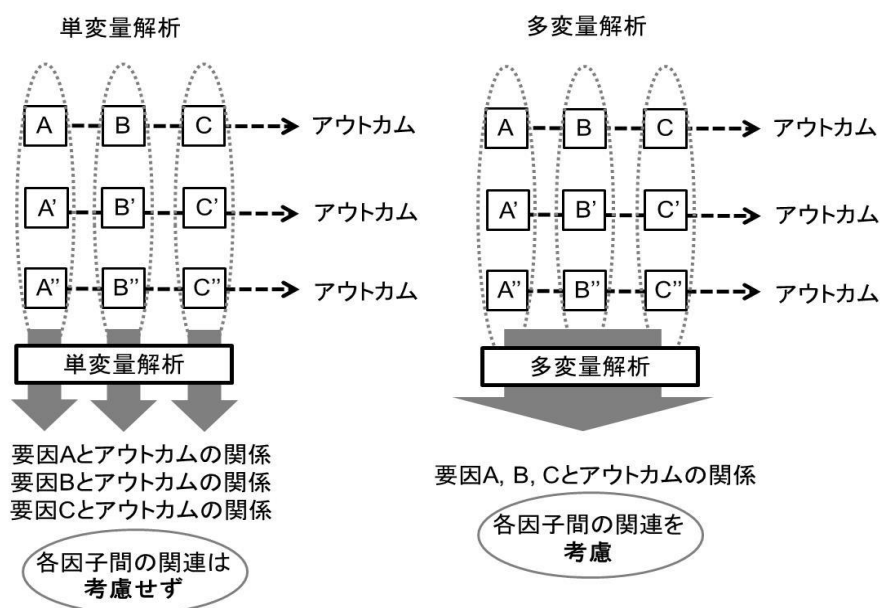 単変量解析
A B C アウトカム
A' B' C' アウトカム
A'' B'' C'' アウトカム
単変量解析
要因Aとアウトカムの関係
要因Bとアウトカムの関係
要因Cとアウトカムの関係
各因子間の関連は
考慮せず
多変量解析
A B C アウトカム
A' B' C' アウトカム
A'' B'' C'' アウトカム
多変量解析
要因A, B, Cとアウトカムの関係
各因子間の関連を
考慮